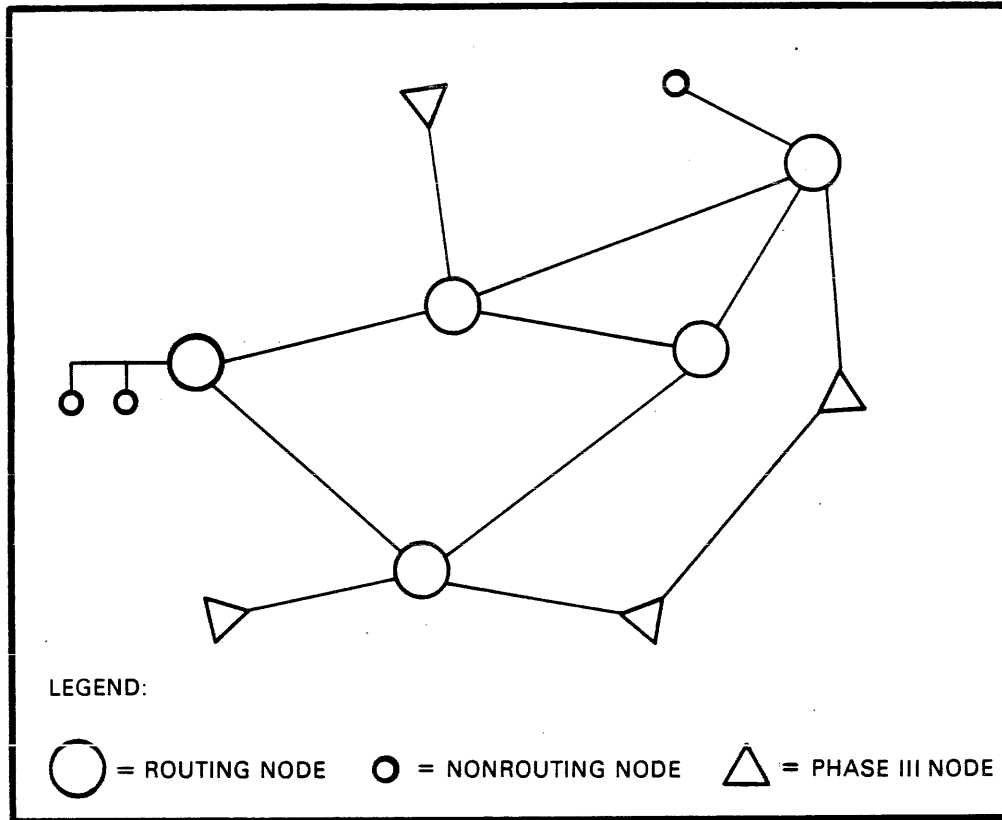 LEGEND:
= ROUTING NODE
= NONROUTING NODE
= PHASE III NODE